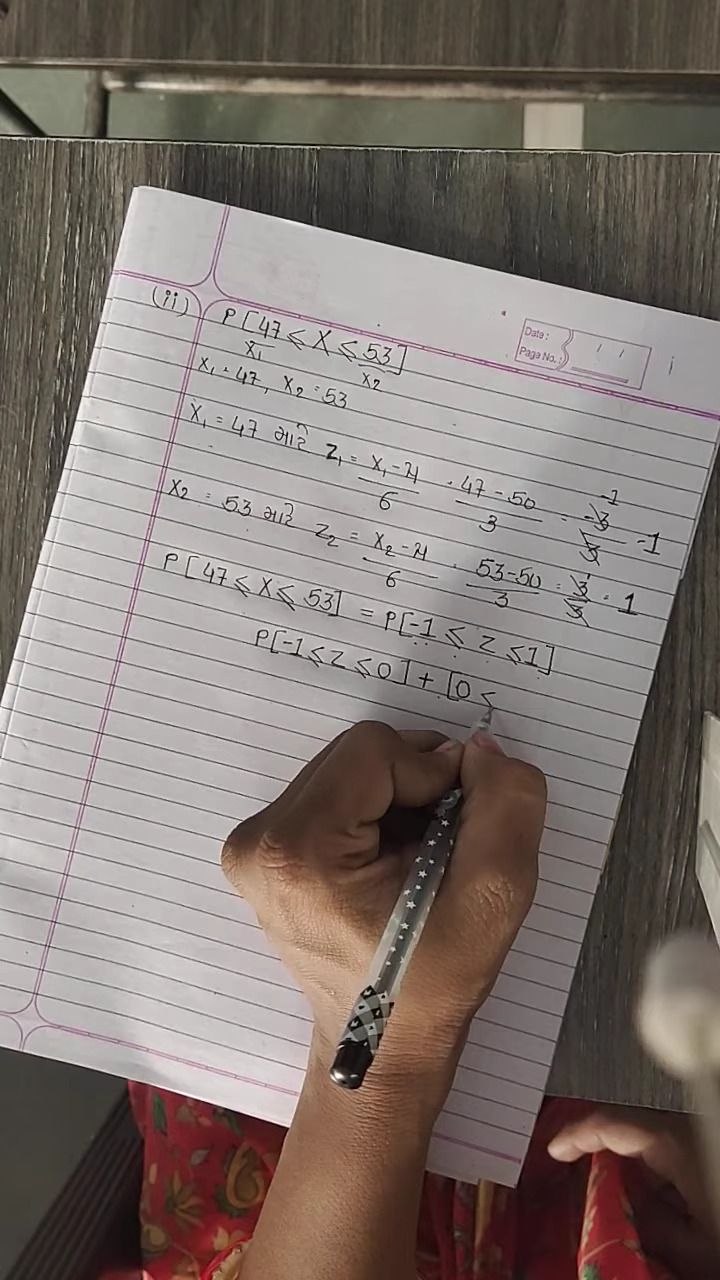 Date :
Page No. :
(ii) P [47 ≤ X ≤ 53]
X₁ X₂
X₁ = 47, X₂ = 53
X₁ = 47 માટે Z₁ = X₁ - М / 6 = 47 - 50 / 3 = -3 / 3 = -1
X₂ = 53 માટે Z₂ = X₂ - М / 6 = 53 - 50 / 3 = 3 / 3 = 1
P [47 ≤ X ≤ 53] = P[-1 ≤ Z ≤ 1]
P[-1 ≤ Z ≤ 0] + [0 ≤